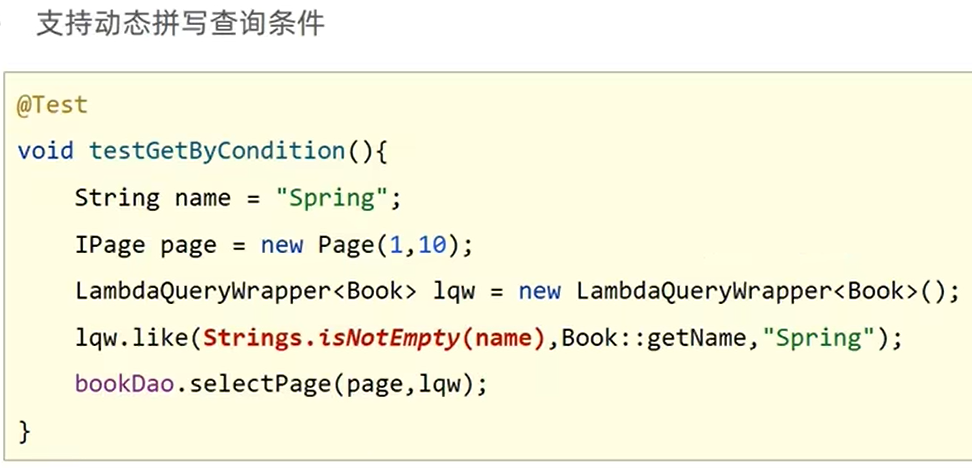 支持动态拼写查询条件
@Test
void testGetByCondition(){
    String name = "Spring";
    IPage page = new Page(1,10);
    LambdaQueryWrapper<Book> lqw = new LambdaQueryWrapper<Book>();
    lqw.like(Strings.isNotEmpty(name),Book::getName,"Spring");
    bookDao.selectPage(page,lqw);
}